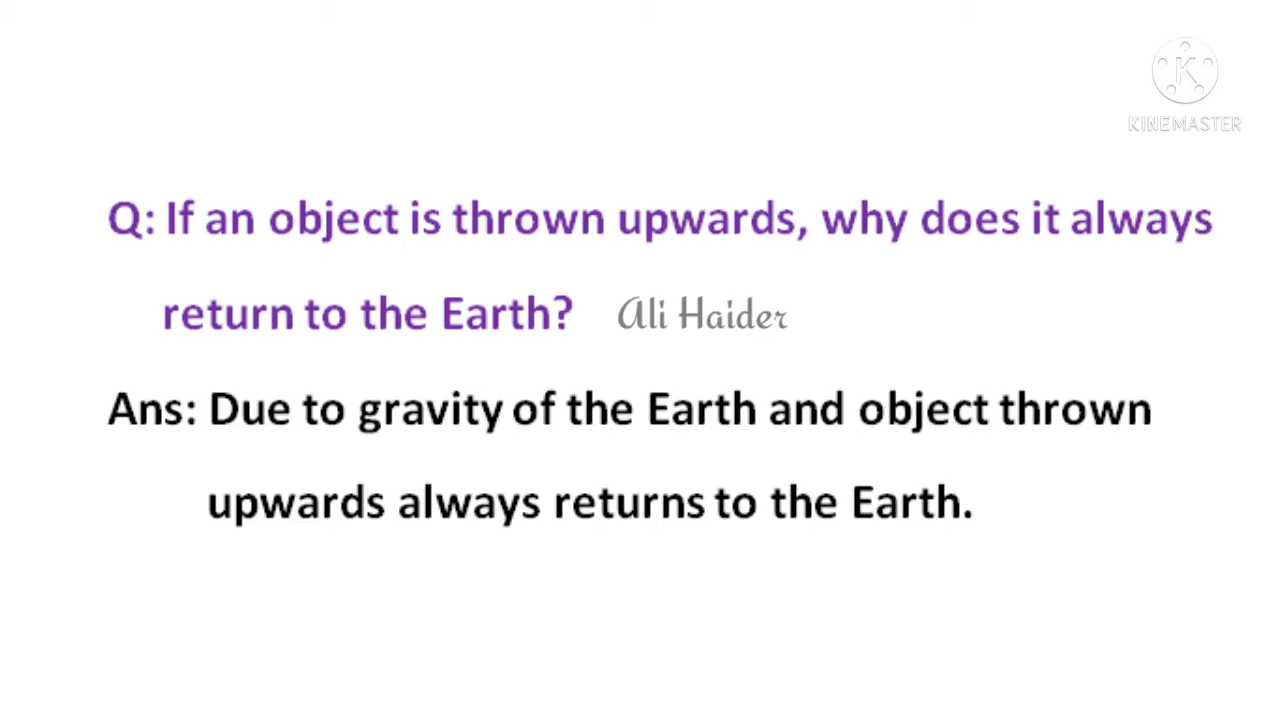 KINEMASTER
Q: If an object is thrown upwards, why does it always
return to the Earth? Ali Haider
Ans: Due to gravity of the Earth and object thrown
upwards always returns to the Earth.